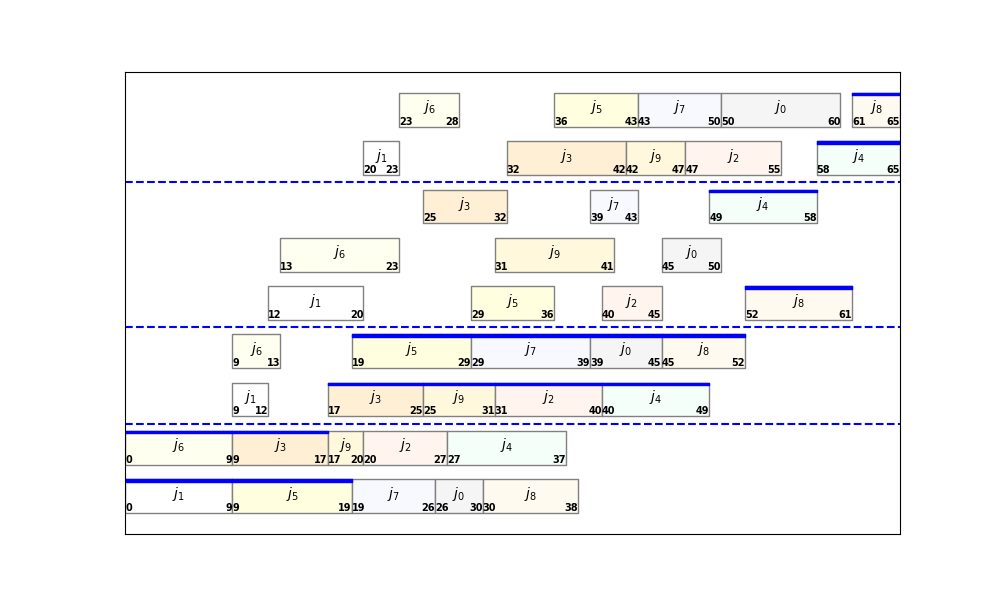 j6 j5 j7 j0 j8
23 28 36 43 43 50 50 60 61 65
j1 j3 j9 j2 j4
20 23 32 42 42 47 47 55 58 65
j3 j7 j4
25 32 39 43 49 58
j6 j9 j0
13 23 31 41 45 50
j1 j5 j2 j8
12 20 29 36 40 45 52 61
j6 j5 j7 j0 j8
9 13 19 29 29 39 39 45 45 52
j1 j3 j9 j2 j4
9 12 17 25 25 31 31 40 40 49
j6 j3 j9 j2 j4
0 9 9 17 17 20 20 27 27 37
j1 j5 j7 j0 j8
0 9 9 19 19 26 26 30 30 38